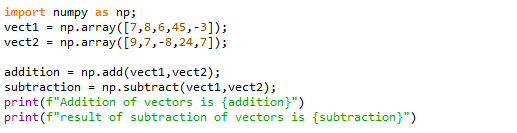 import numpy as np;
vect1 = np.array([7,8,6,45,-3]);
vect2 = np.array([9,7,-8,24,7]);
addition = np.add(vect1,vect2);
subtraction = np.subtract(vect1,vect2);
print(f"Addition of vectors is {addition}")
print(f"result of subtraction of vectors is {subtraction}")